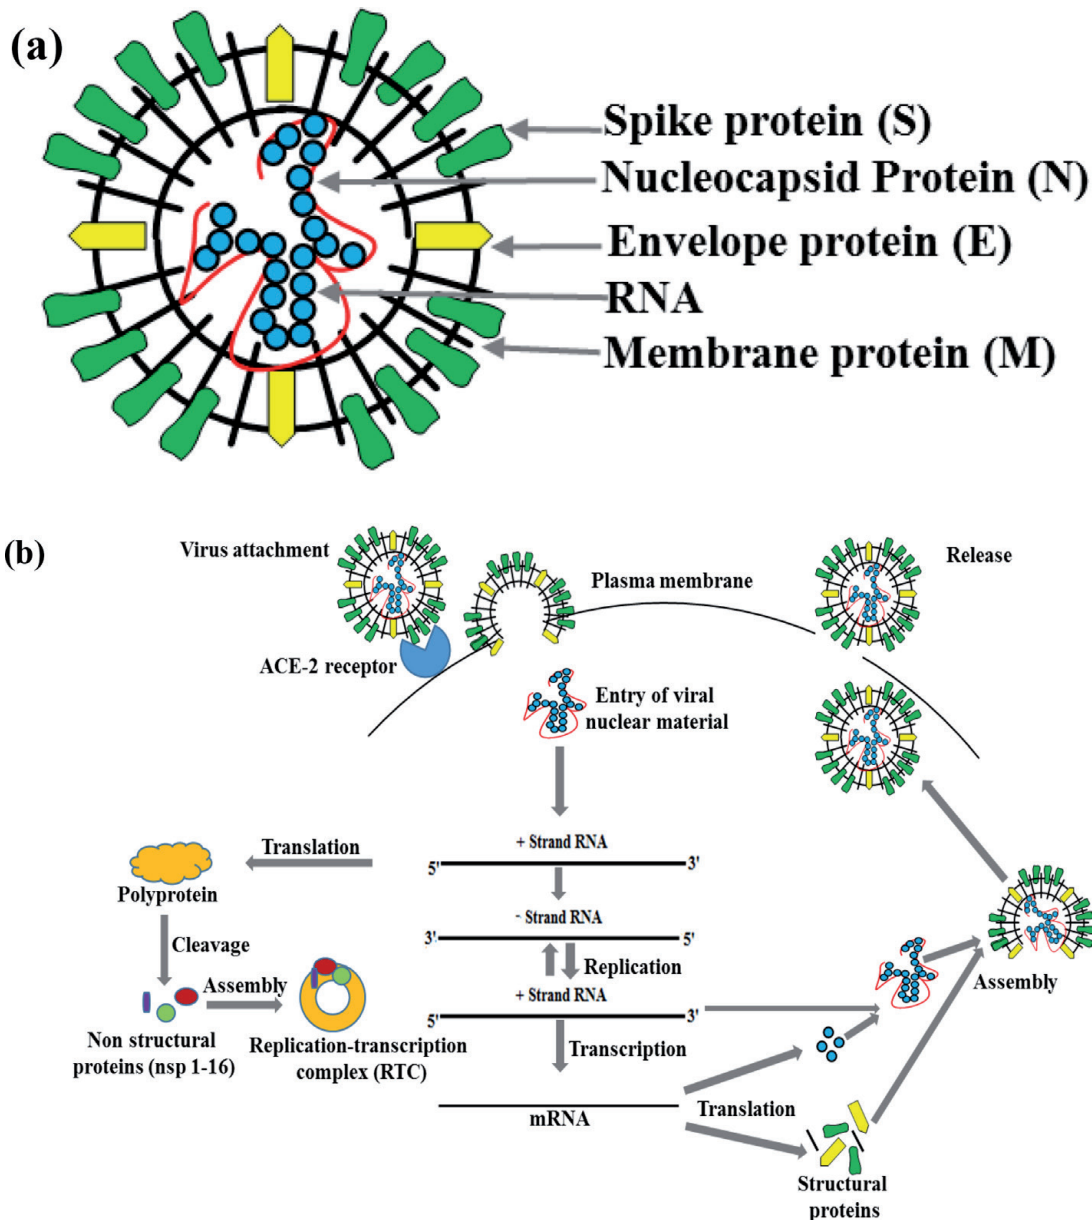 (a)
Spike protein (S)
Nucleocapsid Protein (N)
Envelope protein (E)
RNA
Membrane protein (M)
(b)
Virus attachment
Release
Plasma membrane
ACE-2 receptor
Entry of viral
nuclear material
+ Strand RNA
5' 3'
Translation
Polyprotein
- Strand RNA
3' 5'
Cleavage
Replication
Assembly
+ Strand RNA
5' 3'
Assembly
Non structural
proteins (nsp 1-16)
Replication-transcription
complex (RTC)
Transcription
mRNA
Translation
Structural
proteins